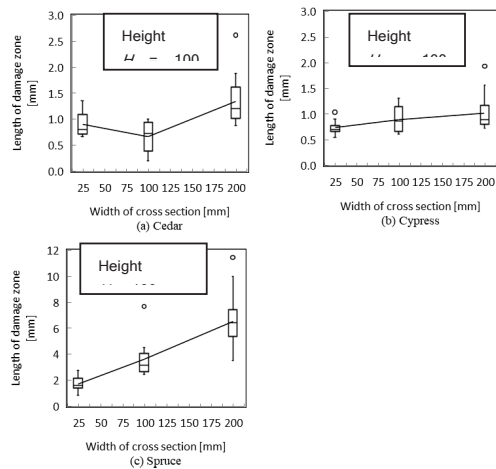 3.0
2.5
2.0
1.5
1.0
0.5
0.0
Length of damage zone
[mm]
Height
25 50 75 100 125 150 175 200
Width of cross section [mm]
(a) Cedar
3.0
2.5
2.0
1.5
1.0
0.5
0.0
Length of damage zone
[mm]
Height
25 50 75 100 125 150 175 200
Width of cross section [mm]
(b) Cypress
12
10
8
6
4
2
0
Length of damage zone
[mm]
Height
25 50 75 100 125 150 175 200
Width of cross section [mm]
(c) Spruce